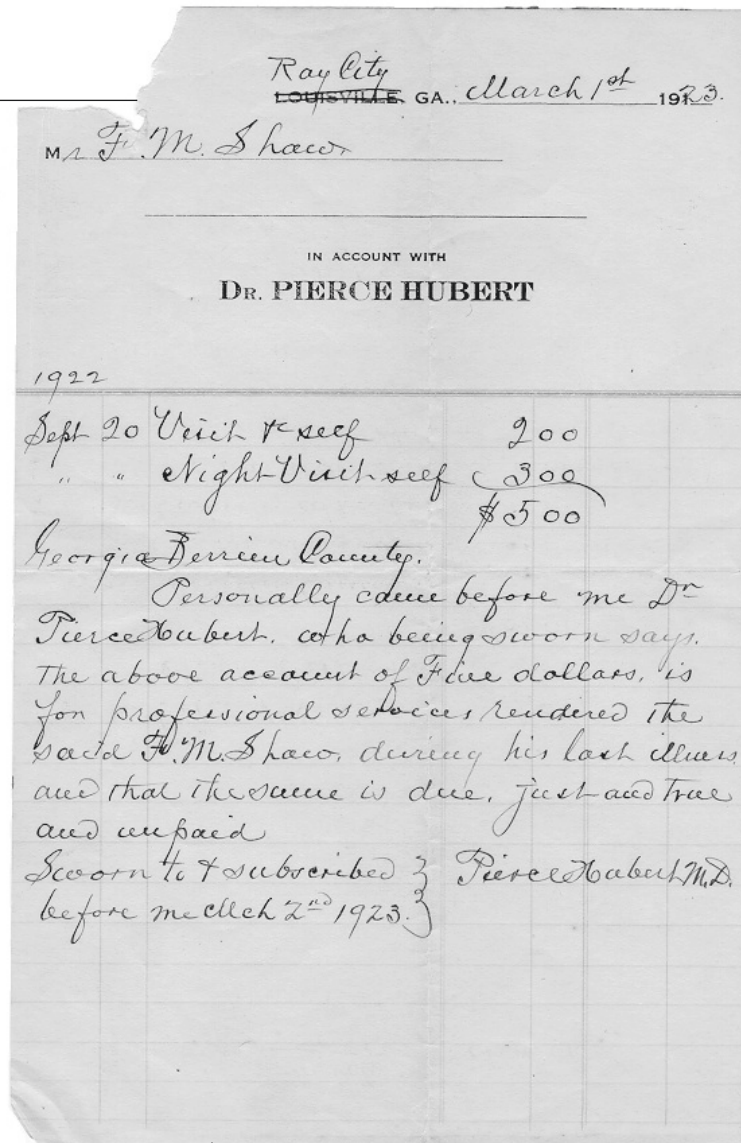 Ray City
LOUISVILLE, GA., March 1st 1923.
Mr F. M. Shaw
IN ACCOUNT WITH
DR. PIERCE HUBERT
1922
Sept 20 Visit & self 200
" " Night Visit self 300
$500
Georgia Berrien County.
Personally came before me Dr
Pierce Hubert. who being sworn says.
the above account of Five dollars, is
for professional services rendered the
said F. M. Shaw, during his last illness
and that the same is due, just and true
and unpaid
Sworn to & subscribed } Pierce Hubert M.D.
before me Mch 2nd 1923. }